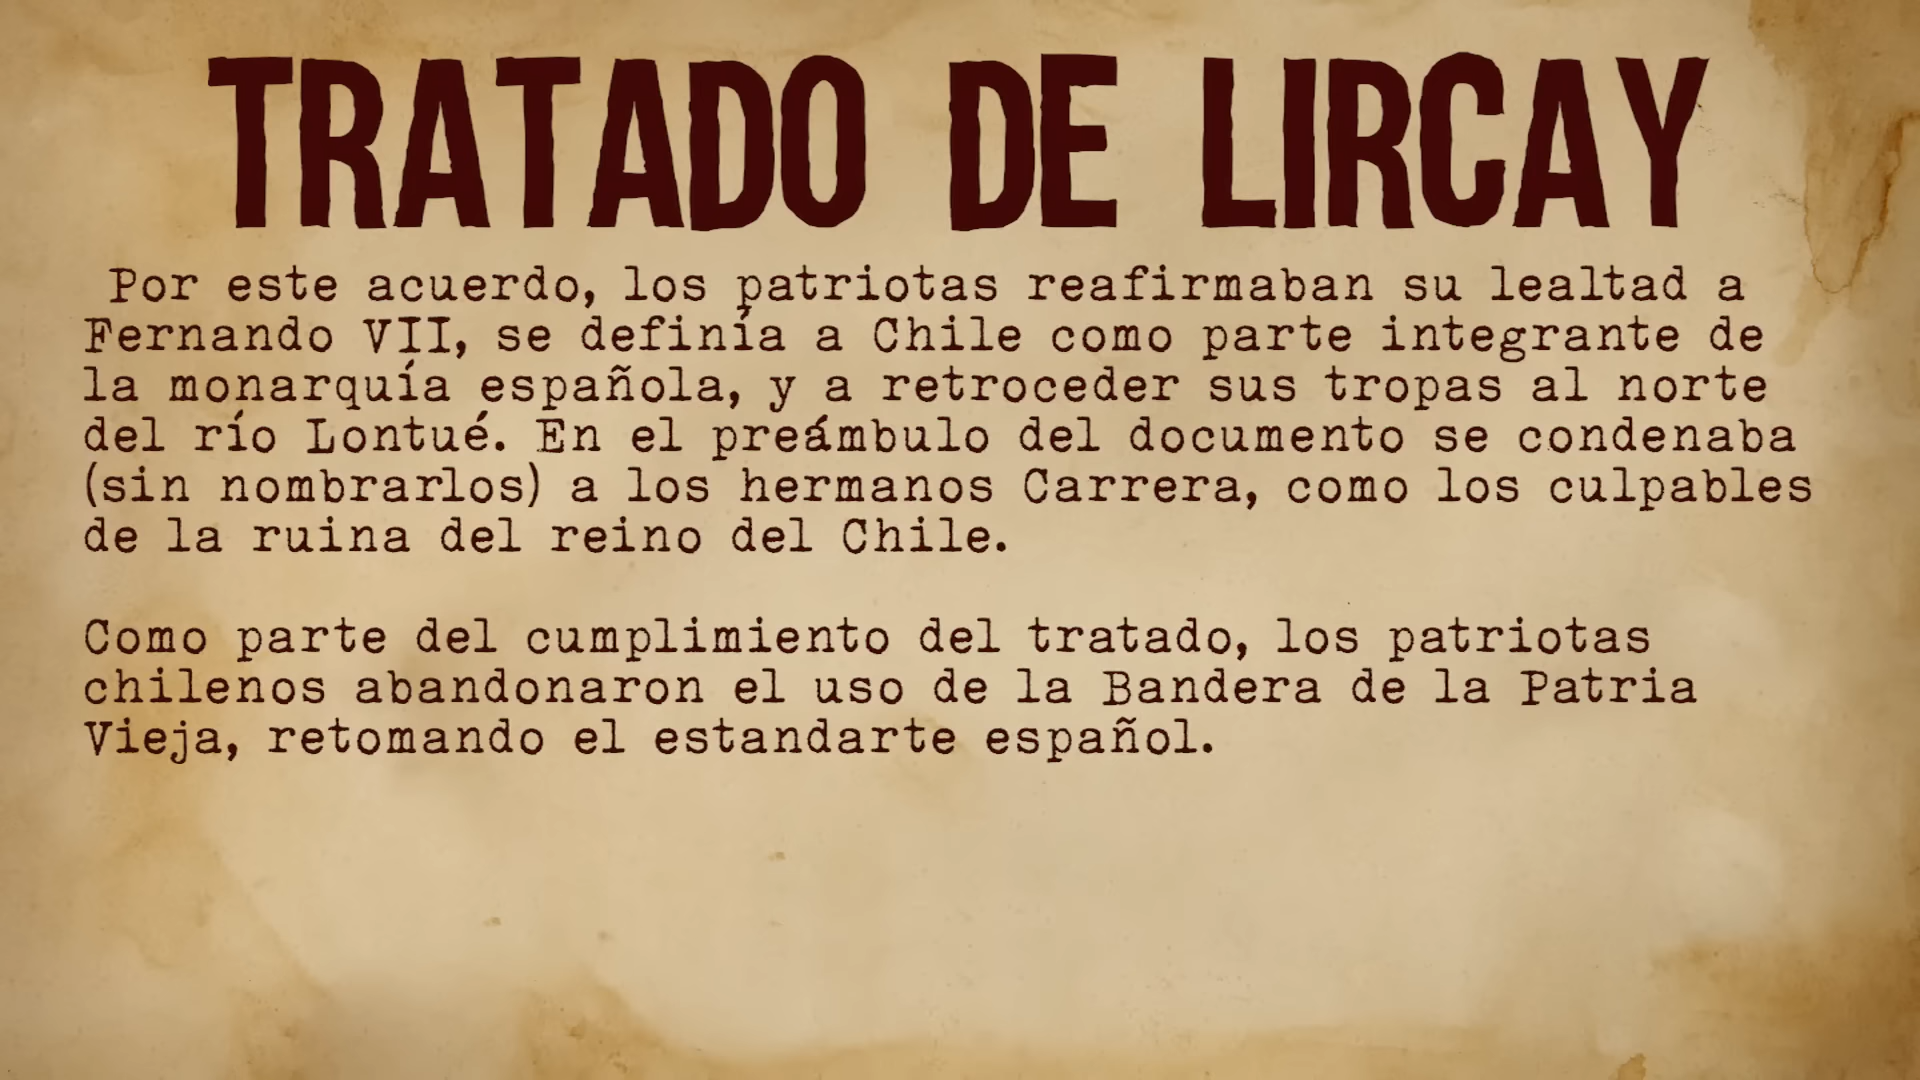 TRATADO DE LIRCAY
Por este acuerdo, los patriotas reafirmaban su lealtad a
Fernando VII, se definía a Chile como parte integrante de
la monarquía española, y a retroceder sus tropas al norte
del río Lontué. En el preámbulo del documento se condenaba
(sin nombrarlos) a los hermanos Carrera, como los culpables
de la ruina del reino del Chile.
Como parte del cumplimiento del tratado, los patriotas
chilenos abandonaron el uso de la Bandera de la Patria
Vieja, retomando el estandarte español.